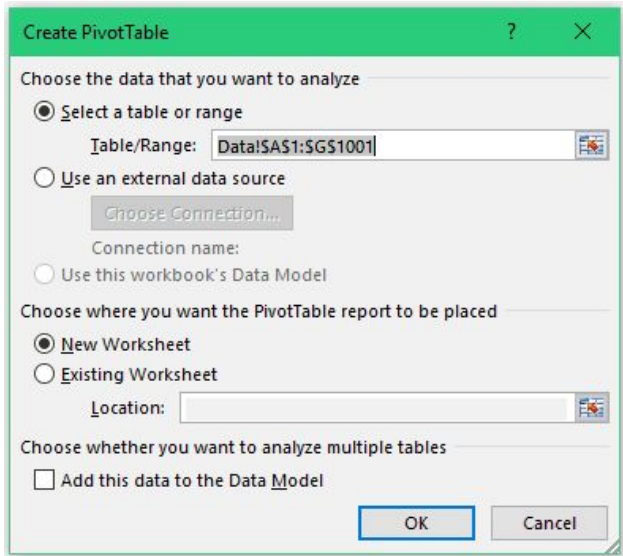 Create PivotTable ?
Choose the data that you want to analyze
Select a table or range
Table/Range: Data!$A$1:$G$1001
Use an external data source
Choose Connection...
Connection name:
Use this workbook's Data Model
Choose where you want the PivotTable report to be placed
New Worksheet
Existing Worksheet
Location:
Choose whether you want to analyze multiple tables
Add this data to the Data Model
OK Cancel